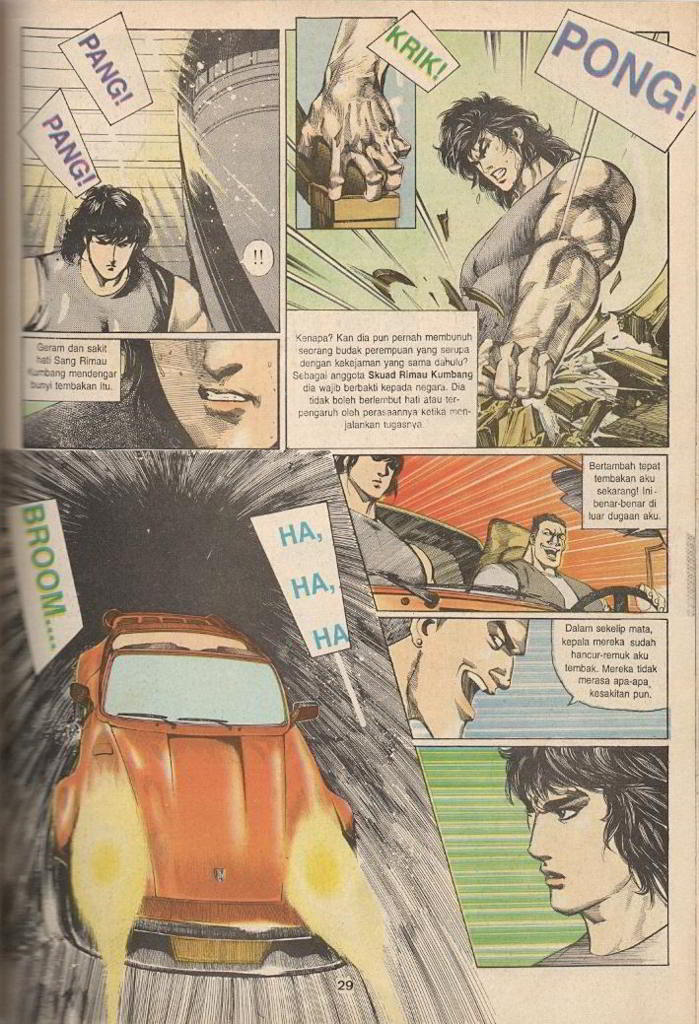 PANG!
PANG!
!!
Geram dan sakit
hati Sang Rimau
Kumbang mendengar
bunyi tembakan itu.
KRIK!
PONG!
Kenapa? Kan dia pun pernah membunuh
seorang budak perempuan yang serupa
dengan kekejaman yang sama dahulu?
Sebagai anggota Skuad Rimau Kumbang
dia wajib berbakti kepada negara. Dia
tidak boleh berlembut hati atau ter-
pengaruh oleh perasaannya ketika men-
jalankan tugasnya.
BROOM....
HA,
HA,
HA
Bertambah tepat
tembakan aku
sekarang! Ini-
benar-benar di
luar dugaan aku.
Dalam sekelip mata,
kepala mereka sudah
hancur-remuk aku
tembak. Mereka tidak
merasa apa-apa
kesakitan pun.
29